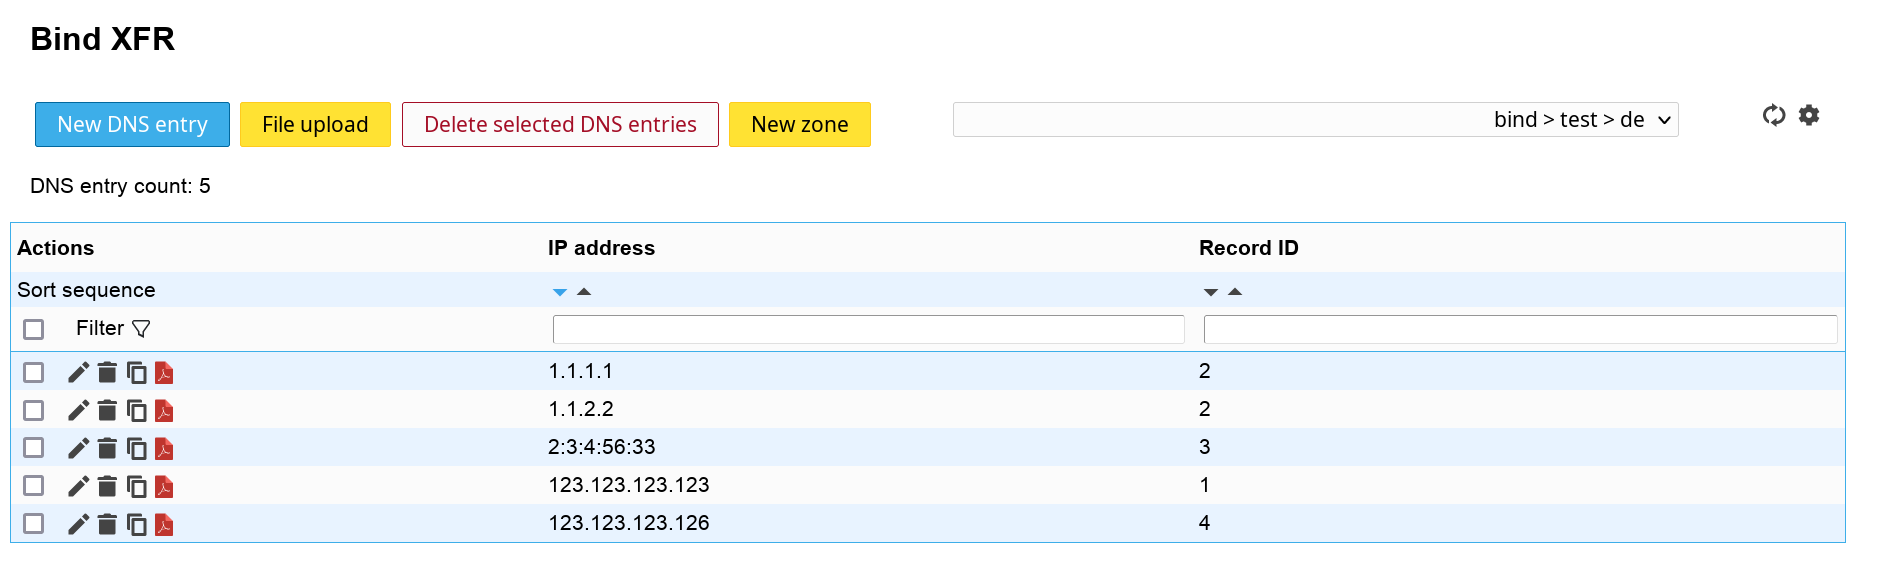 Bind XFR
New DNS entry File upload Delete selected DNS entries New zone bind > test > de
DNS entry count: 5
Actions IP address Record ID
Sort sequence
Filter
1.1.1.1 2
1.1.2.2 2
2:3:4:56:33 3
123.123.123.123 1
123.123.123.126 4